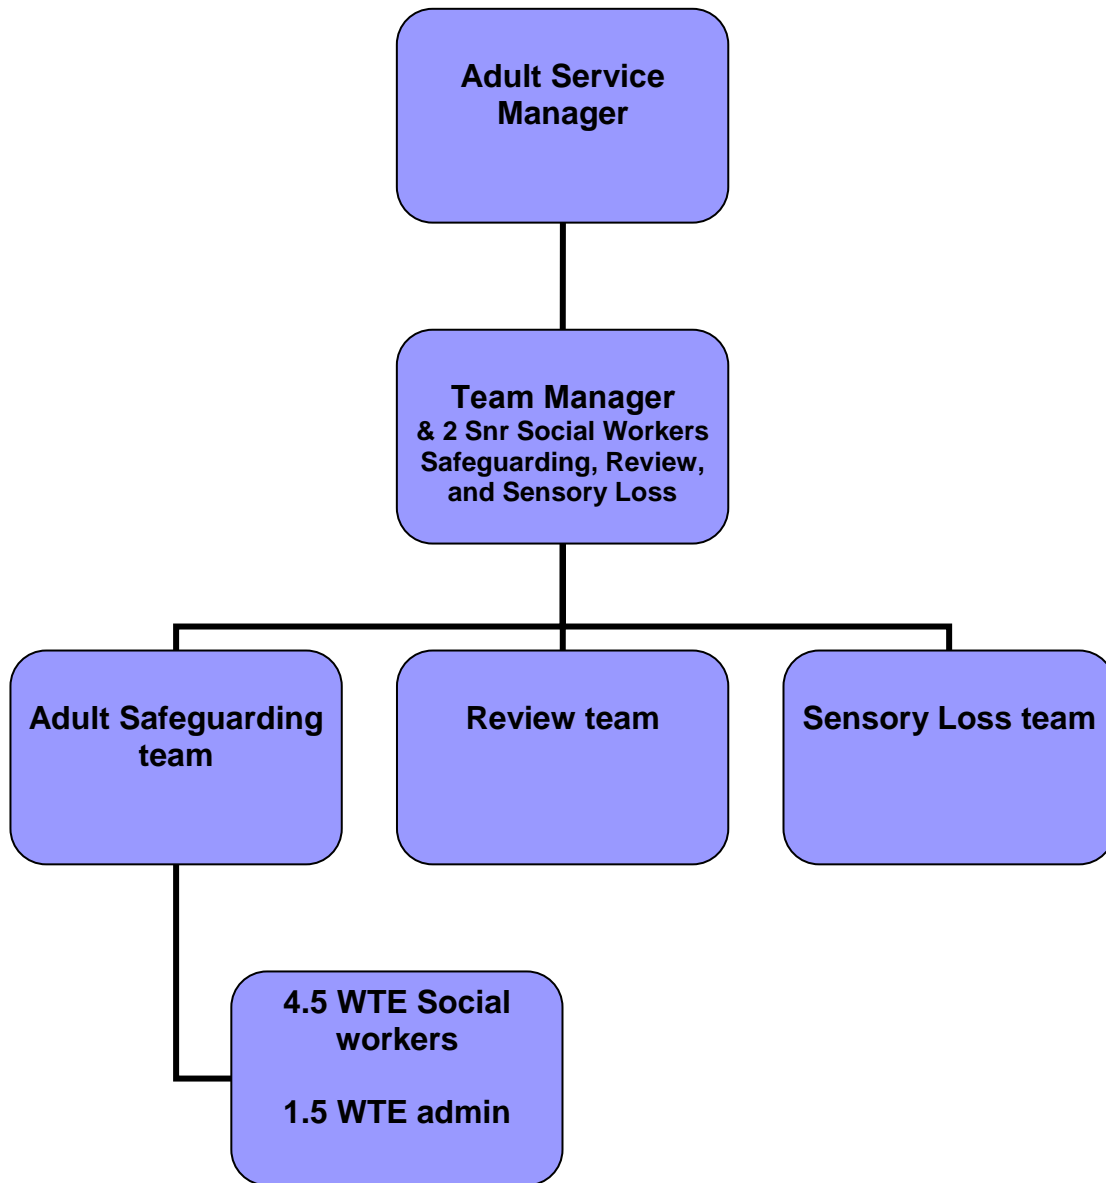 Adult Service
Manager
Team Manager
& 2 Snr Social Workers
Safeguarding, Review,
and Sensory Loss
Adult Safeguarding
team
Review team
Sensory Loss team
4.5 WTE Social
workers
1.5 WTE admin